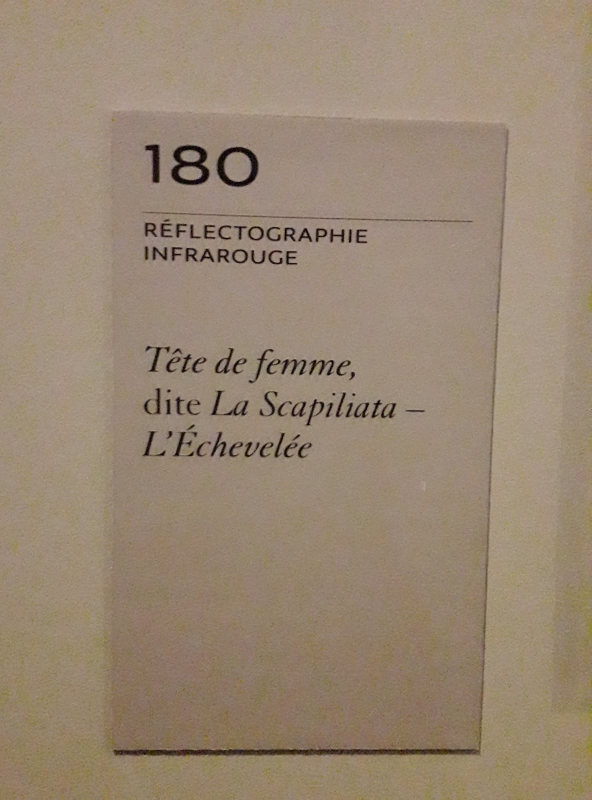 180
RÉFLECTOGRAPHIE
INFRAROUGE
Tête de femme,
dite La Scapiliata –
L’Échevelée